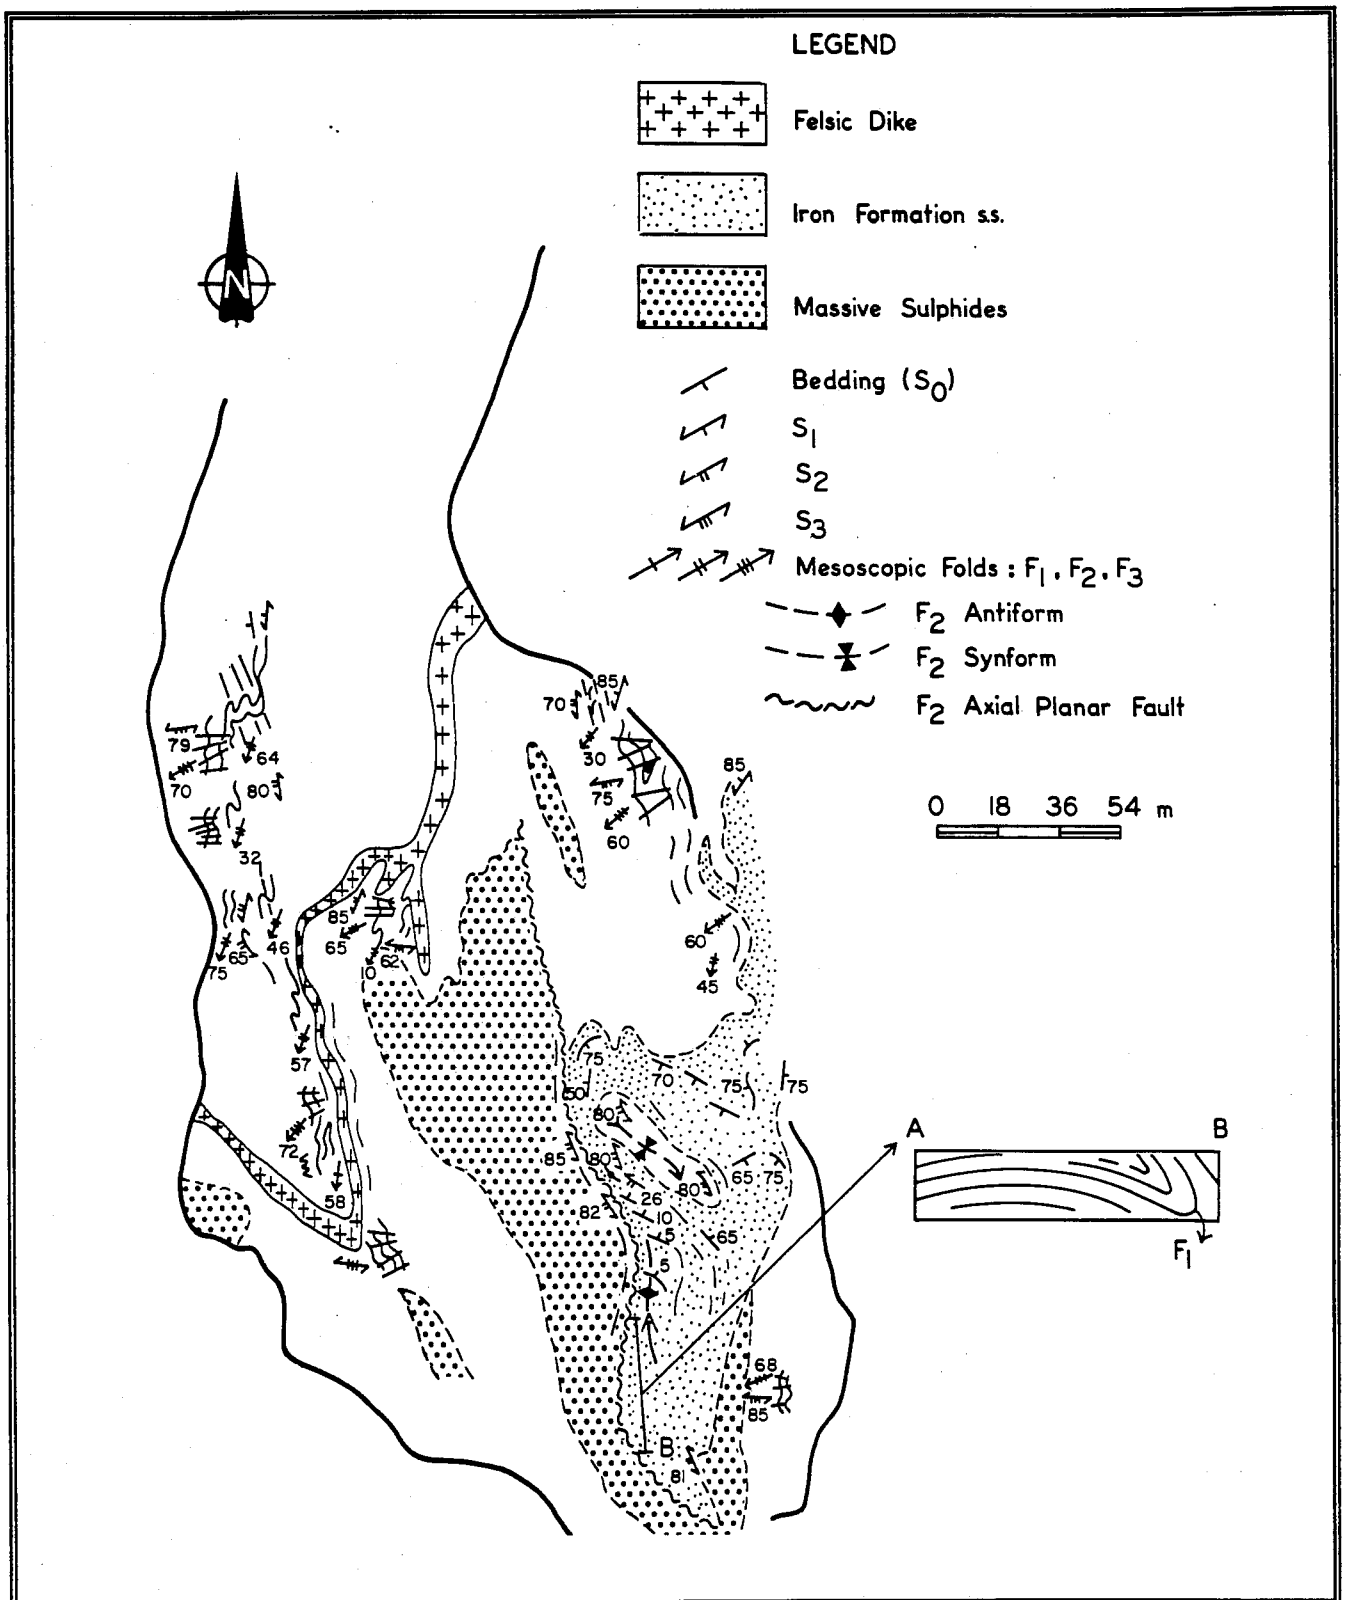 LEGEND
Felsic Dike
Iron Formation s.s.
Massive Sulphides
Bedding (S0)
S1
S2
S3
Mesoscopic Folds : F1, F2, F3
F2 Antiform
F2 Synform
F2 Axial Planar Fault
N
0 18 36 54 m
85
70
30
75
60
85
79
64
70
80
32
85
65
46
65
75
10
62
60
45
57
75
50
70
75
75
80
72
85
80
80
65
75
58
26
82
10
5
65
5
A
68
85
B
81
A
B
F1